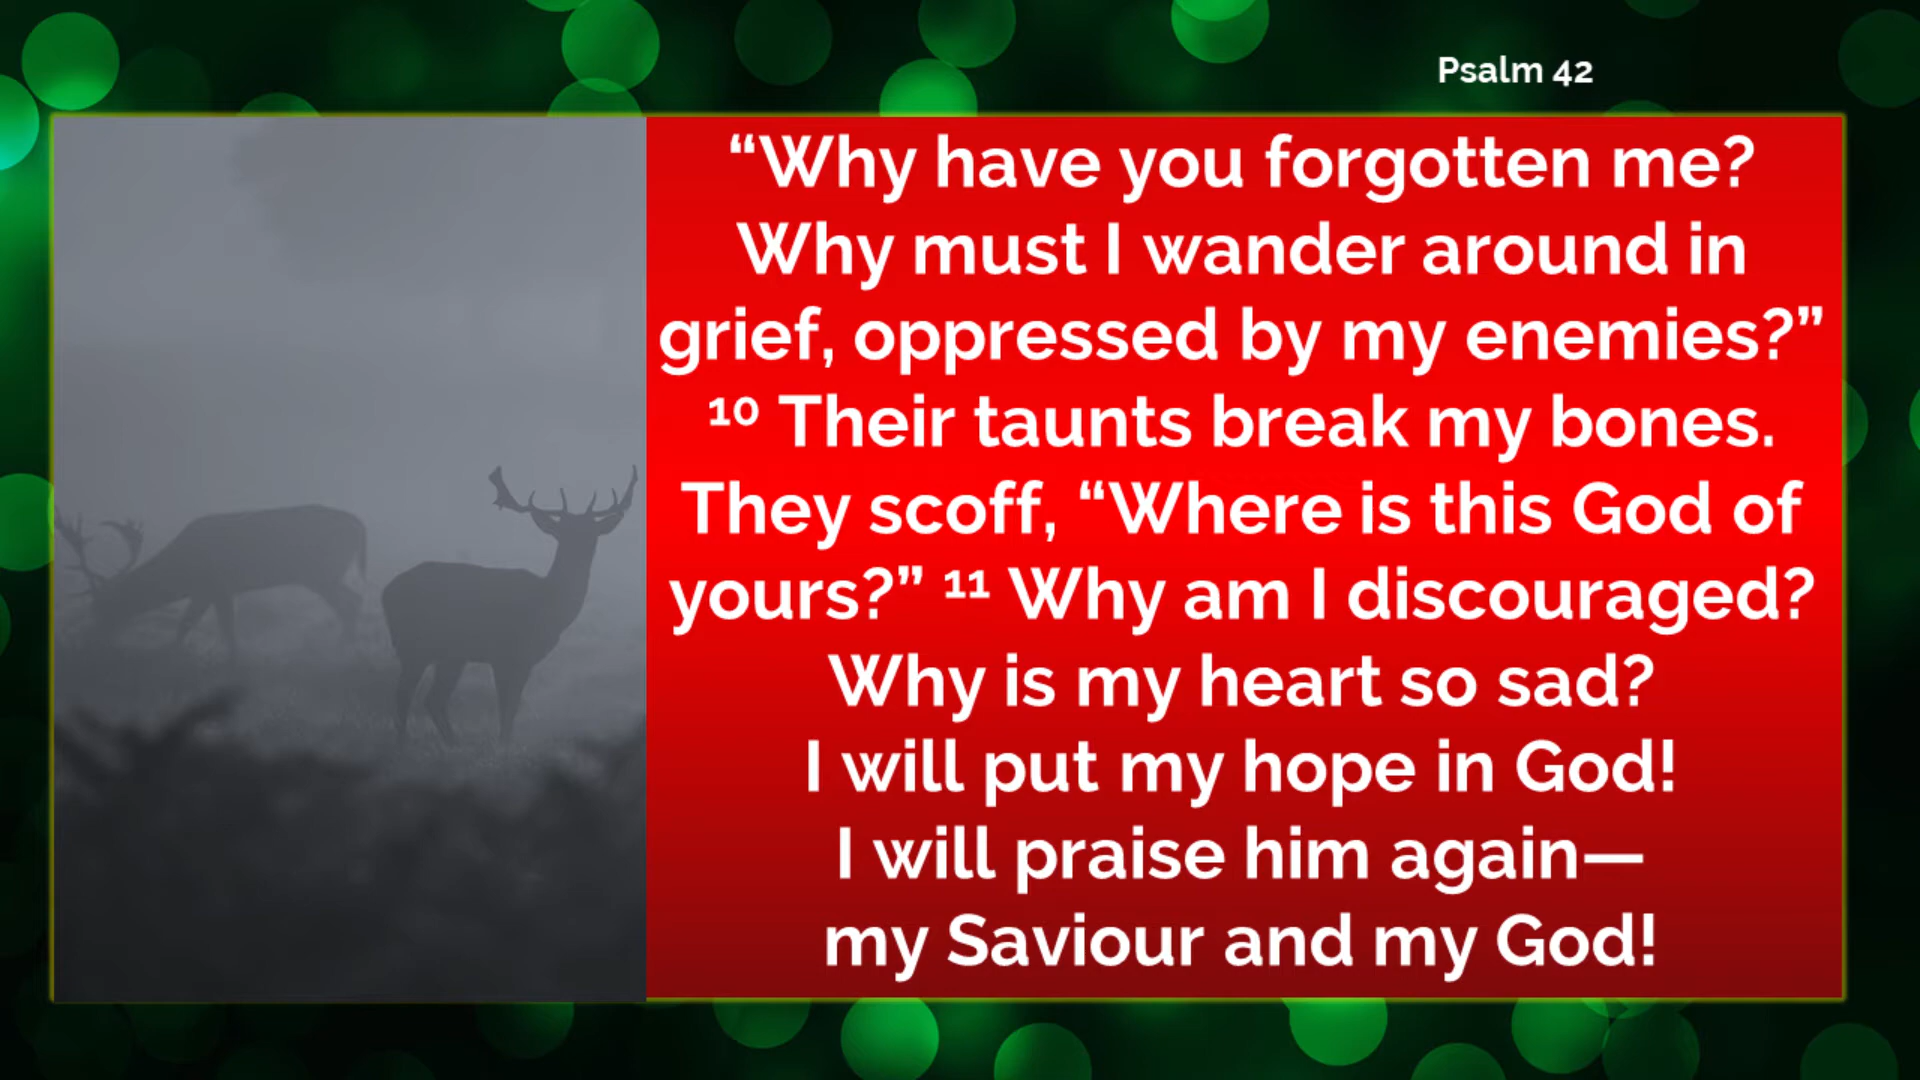 Psalm 42
“Why have you forgotten me?
Why must I wander around in
grief, oppressed by my enemies?”
¹⁰ Their taunts break my bones.
They scoff, “Where is this God of
yours?” ¹¹ Why am I discouraged?
Why is my heart so sad?
I will put my hope in God!
I will praise him again—
my Saviour and my God!